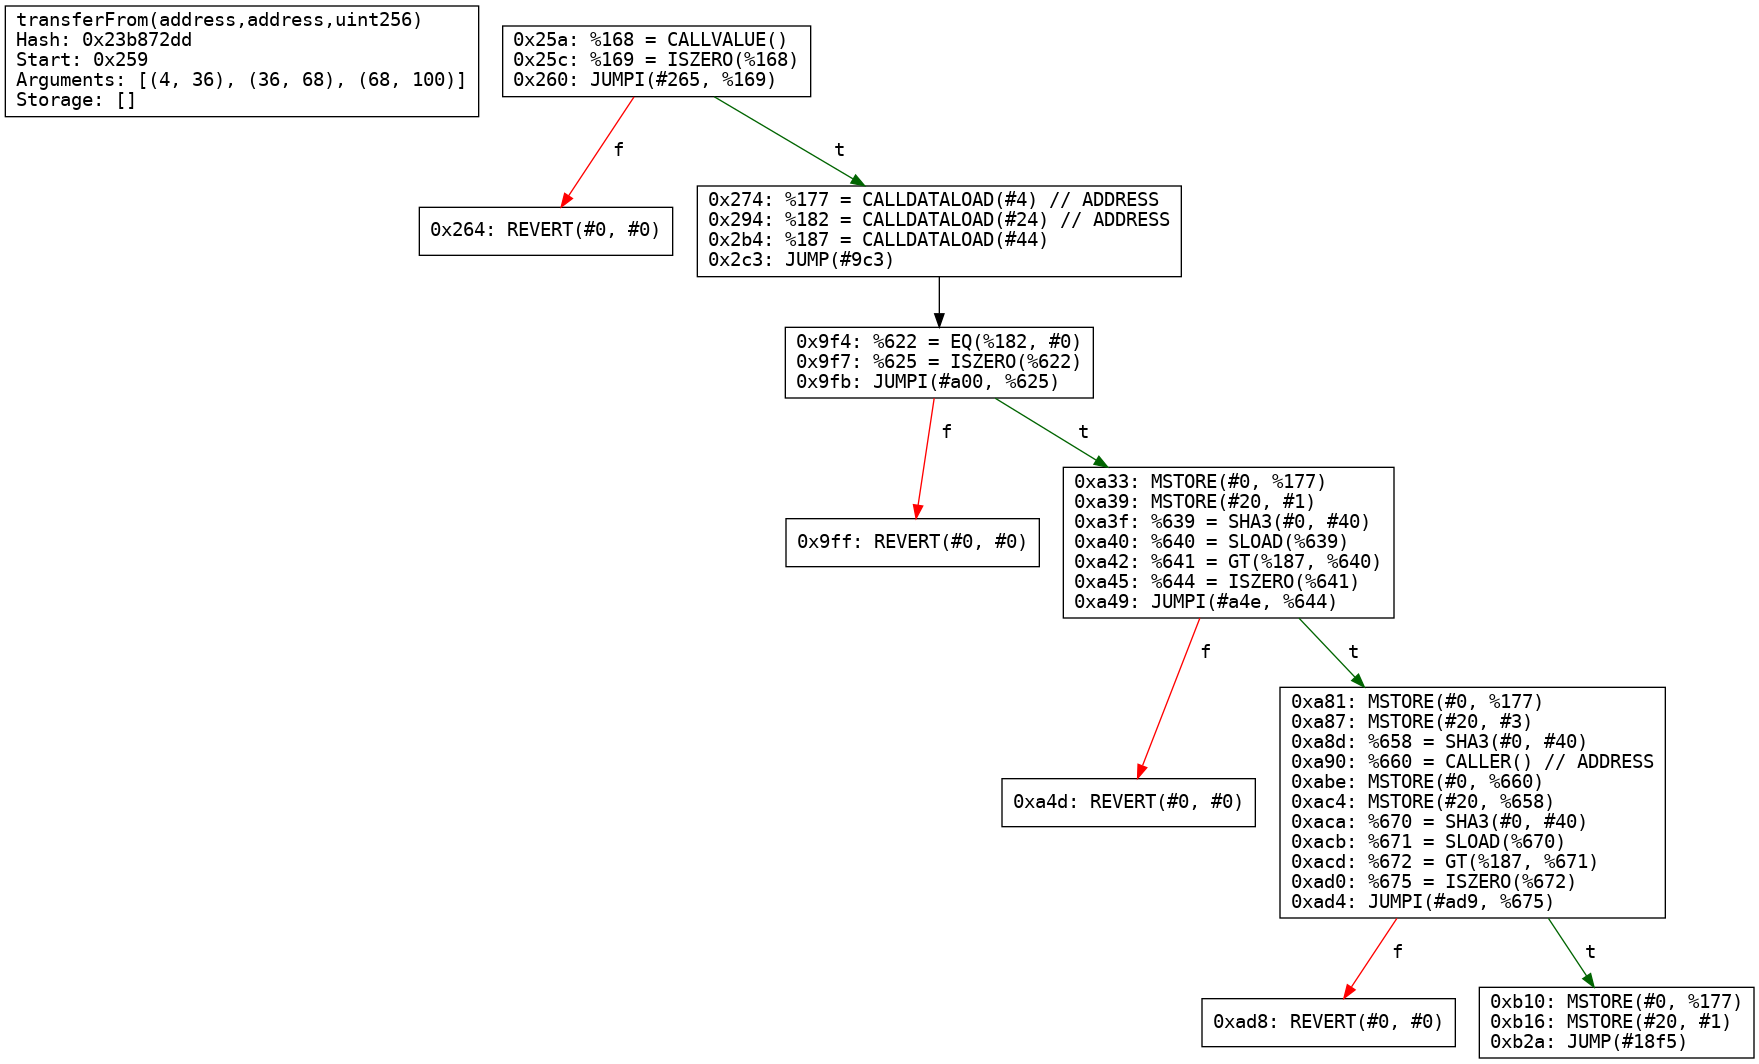 transferFrom(address,address,uint256)
Hash: 0x23b872dd
Start: 0x259
Arguments: [(4, 36), (36, 68), (68, 100)]
Storage: []
0x25a: %168 = CALLVALUE()
0x25c: %169 = ISZERO(%168)
0x260: JUMPI(#265, %169)
f
t
0x264: REVERT(#0, #0)
0x274: %177 = CALLDATALOAD(#4) // ADDRESS
0x294: %182 = CALLDATALOAD(#24) // ADDRESS
0x2b4: %187 = CALLDATALOAD(#44)
0x2c3: JUMP(#9c3)
0x9f4: %622 = EQ(%182, #0)
0x9f7: %625 = ISZERO(%622)
0x9fb: JUMPI(#a00, %625)
f
t
0x9ff: REVERT(#0, #0)
0xa33: MSTORE(#0, %177)
0xa39: MSTORE(#20, #1)
0xa3f: %639 = SHA3(#0, #40)
0xa40: %640 = SLOAD(%639)
0xa42: %641 = GT(%187, %640)
0xa45: %644 = ISZERO(%641)
0xa49: JUMPI(#a4e, %644)
f
t
0xa4d: REVERT(#0, #0)
0xa81: MSTORE(#0, %177)
0xa87: MSTORE(#20, #3)
0xa8d: %658 = SHA3(#0, #40)
0xa90: %660 = CALLER() // ADDRESS
0xabe: MSTORE(#0, %660)
0xac4: MSTORE(#20, %658)
0xaca: %670 = SHA3(#0, #40)
0xacb: %671 = SLOAD(%670)
0xacd: %672 = GT(%187, %671)
0xad0: %675 = ISZERO(%672)
0xad4: JUMPI(#ad9, %675)
f
t
0xad8: REVERT(#0, #0)
0xb10: MSTORE(#0, %177)
0xb16: MSTORE(#20, #1)
0xb2a: JUMP(#18f5)